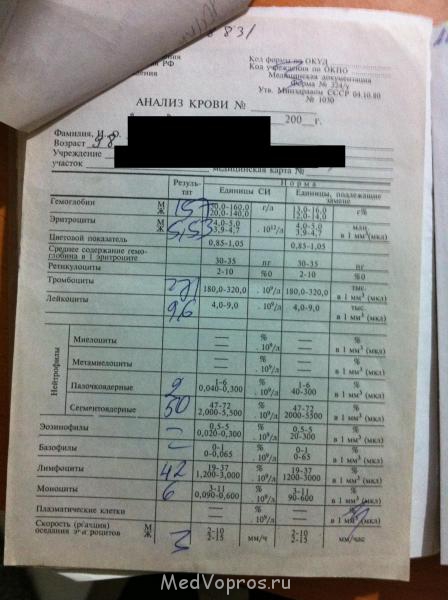 8831
РФ
Код формы по ОКУД
Код учреждения по ОКПО
Медицинская документация
Форма № 224/у
Утв. Минздравом СССР 04.10.80
№ 1030
АНАЛИЗ КРОВИ №
200 г.
Фамилия, и. о.
Возраст 98
Учреждение
участок медицинская карта №
Норма
Резуль-тат Единицы СИ Единицы, подлежащие замене
Гемоглобин М 157 130,0-160,0 г/л 13,0-16,0 г%
Ж 120,0-140,0 12,0-14,0
Эритроциты М 5,53 4,0-5,0 . 10¹²/л 4,0-5,0 млн.
Ж 3,9-4,7 3,9-4,7 в 1 мм³ (мкл)
Цветовой показатель 0,85-1,05 0,85-1,05
Среднее содержание гемо-
глобина в 1 эритроците 30-35 пг 30-35 пг
Ретикулоциты 2-10 %0 2-10 %0
Тромбоциты 271 180,0-320,0 . 10⁹/л 180,0-320,0 тыс.
в 1 мм³ (мкл)
Лейкоциты 9,6 4,0-9,0 . 10⁹/л 4,0-9,0 тыс.
в 1 мм³ (мкл)
Нейтрофилы
Миелоциты — % — %
— . 10⁹/л — в 1 мм³ (мкл)
Метамиелоциты — % — %
— . 10⁹/л — в 1 мм³ (мкл)
Палочкоядерные 2 1-6 % 1-6 %
0,040-0,300 . 10⁹/л 40-300 в 1 мм³ (мкл)
Сегментоядерные 50 47-72 % 47-72 %
2,000-5,500 . 10⁹/л 2000-5500 в 1 мм³ (мкл)
Эозинофилы – 0,5-5 % 0,5-5 %
0,020-0,300 . 10⁹/л 20-300 в 1 мм³ (мкл)
Базофилы – 0-1 % 0-1 %
0-0,065 . 10⁹/л 0-65 в 1 мм³ (мкл)
Лимфоциты 42 19-37 % 19-37 %
1,200-3,000 . 10⁹/л 1200-3000 в 1 мм³ (мкл)
Моноциты 6 3-11 % 3-11 %
0,090-0,600 . 10⁹/л 90-600 в 1 мм³ (мкл)
Плазматические клетки — % — %
— . 10⁹/л — в 1 мм³ (мкл)
Скорость (реакция) М 3 2-10 мм/ч 2-10 мм/час
оседания эритроцитов Ж 2-15 2-15
MedVopros.ru